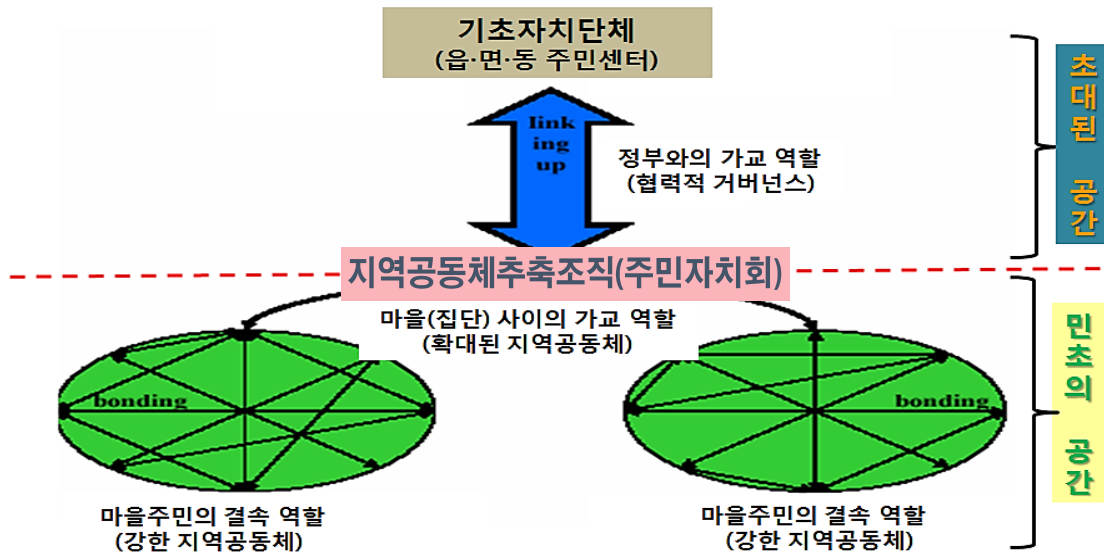 기초자치단체
(읍·면·동 주민센터)
link
ing
up
정부와의 가교 역할
(협력적 거버넌스)
초대된 공간
지역공동체추축조직(주민자치회)
마을(집단) 사이의 가교 역할
(확대된 지역공동체)
bonding
bonding
민초의 공간
마을주민의 결속 역할
(강한 지역공동체)
마을주민의 결속 역할
(강한 지역공동체)